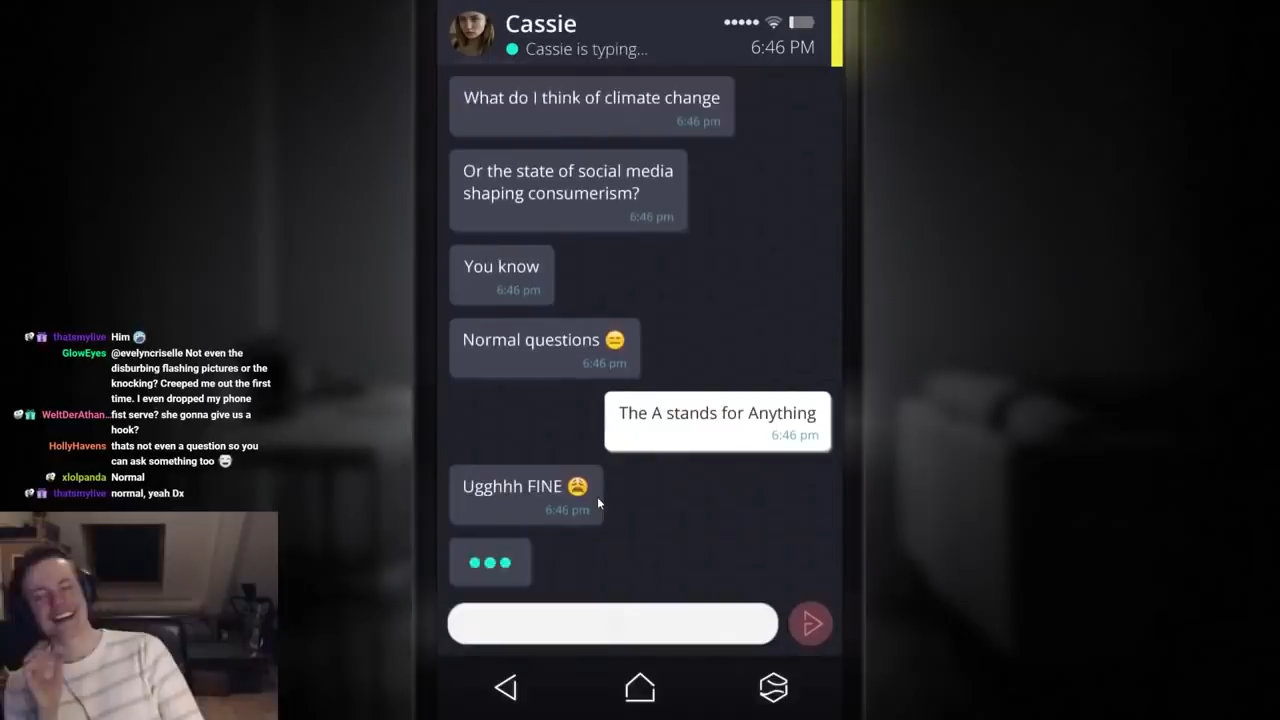 Cassie
Cassie is typing...
6:46 PM
What do I think of climate change
6:46 pm
Or the state of social media
shaping consumerism?
6:46 pm
You know
6:46 pm
Normal questions 😑
6:46 pm
The A stands for Anything
6:46 pm
Ugghhh FINE 😩
6:46 pm
thatsmylive Him
GlowEyes @evelyncriselle Not even the
disburbing flashing pictures or the
knocking? Creeped me out the first
time. I even dropped my phone
WeltDerAthan... fist serve? she gonna give us a
hook?
HollyHavens thats not even a question so you
can ask something too
xlolpanda Normal
thatsmylive normal, yeah Dx